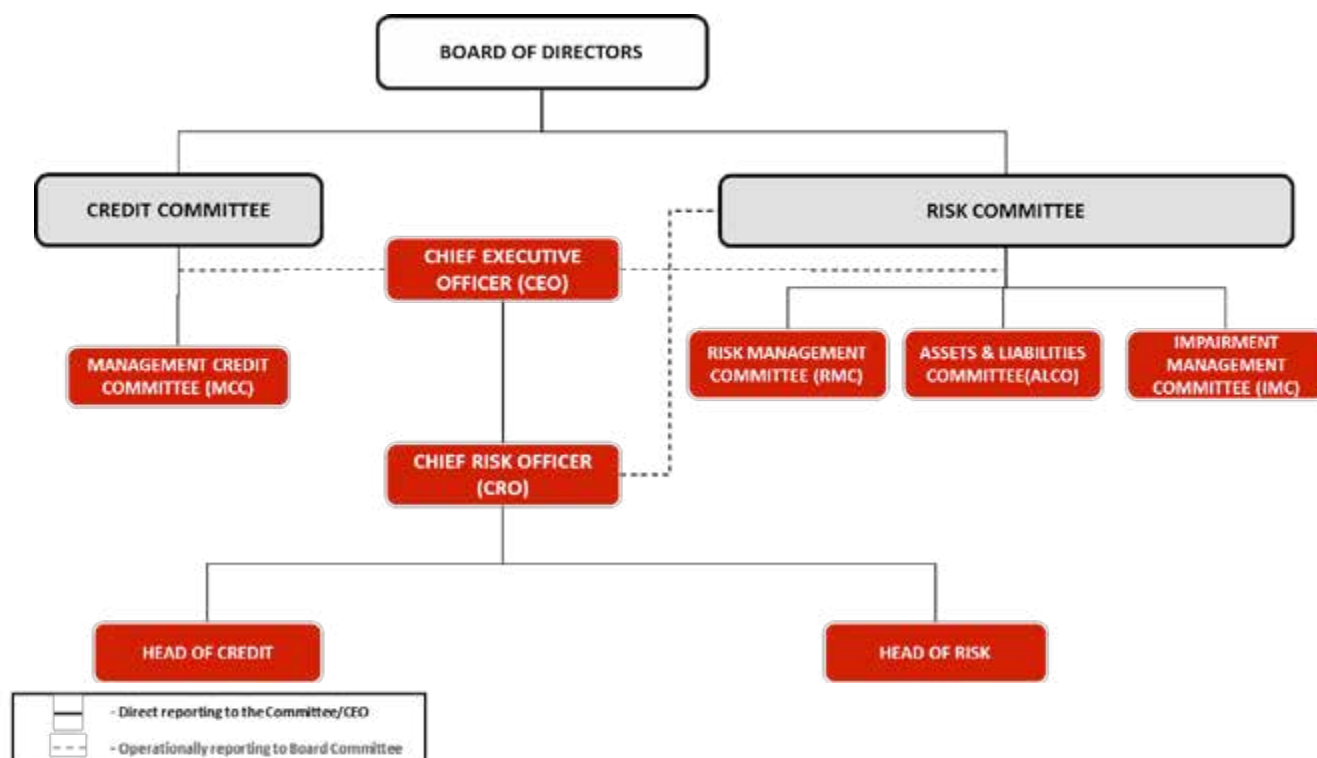 BOARD OF DIRECTORS
CREDIT COMMITTEE
RISK COMMITTEE
CHIEF EXECUTIVE
OFFICER (CEO)
MANAGEMENT CREDIT
COMMITTEE (MCC)
RISK MANAGEMENT
COMMITTEE (RMC)
ASSETS & LIABILITIES
COMMITTEE(ALCO)
IMPAIRMENT
MANAGEMENT
COMMITTEE (IMC)
CHIEF RISK OFFICER
(CRO)
HEAD OF CREDIT
HEAD OF RISK
- Direct reporting to the Committee/CEO
- Operationally reporting to Board Committee